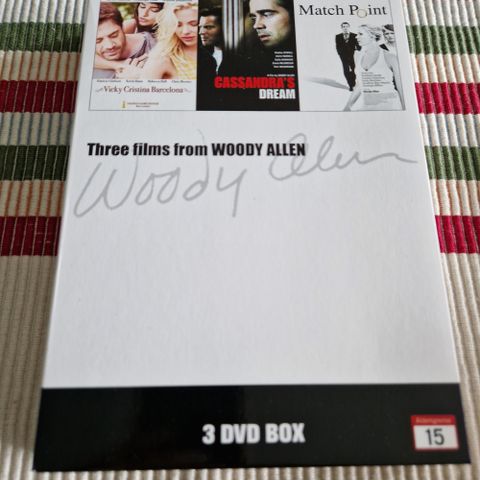 Match Point
Vicky Cristina Barcelona
CASSANDRA'S
DREAM
Three films from WOODY ALLEN
Woody Allen
3 DVD BOX
15